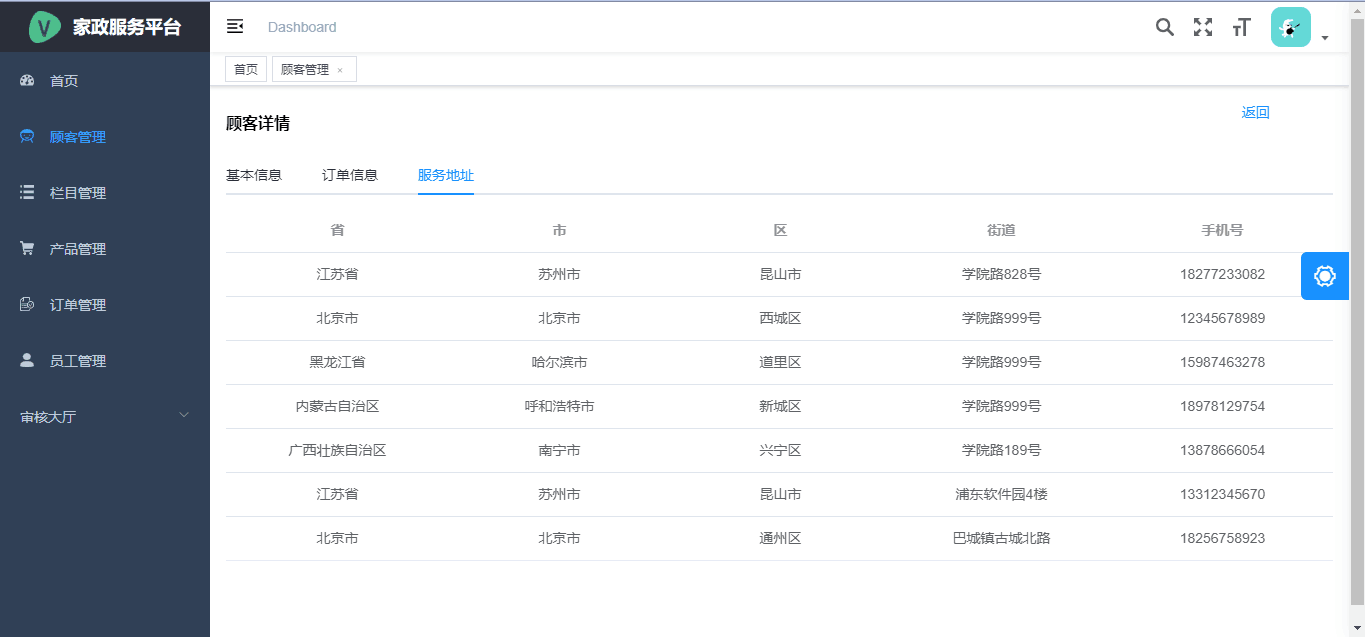 V 家政服务平台
Dashboard
首页
顾客管理
栏目管理
产品管理
订单管理
员工管理
审核大厅
首页 顾客管理 ×
顾客详情
返回
基本信息 订单信息 服务地址
省 市 区 街道 手机号
江苏省 苏州市 昆山市 学院路828号 18277233082
北京市 北京市 西城区 学院路999号 12345678989
黑龙江省 哈尔滨市 道里区 学院路999号 15987463278
内蒙古自治区 呼和浩特市 新城区 学院路999号 18978129754
广西壮族自治区 南宁市 兴宁区 学院路189号 13878666054
江苏省 苏州市 昆山市 浦东软件园4楼 13312345670
北京市 北京市 通州区 巴城镇古城北路 18256758923